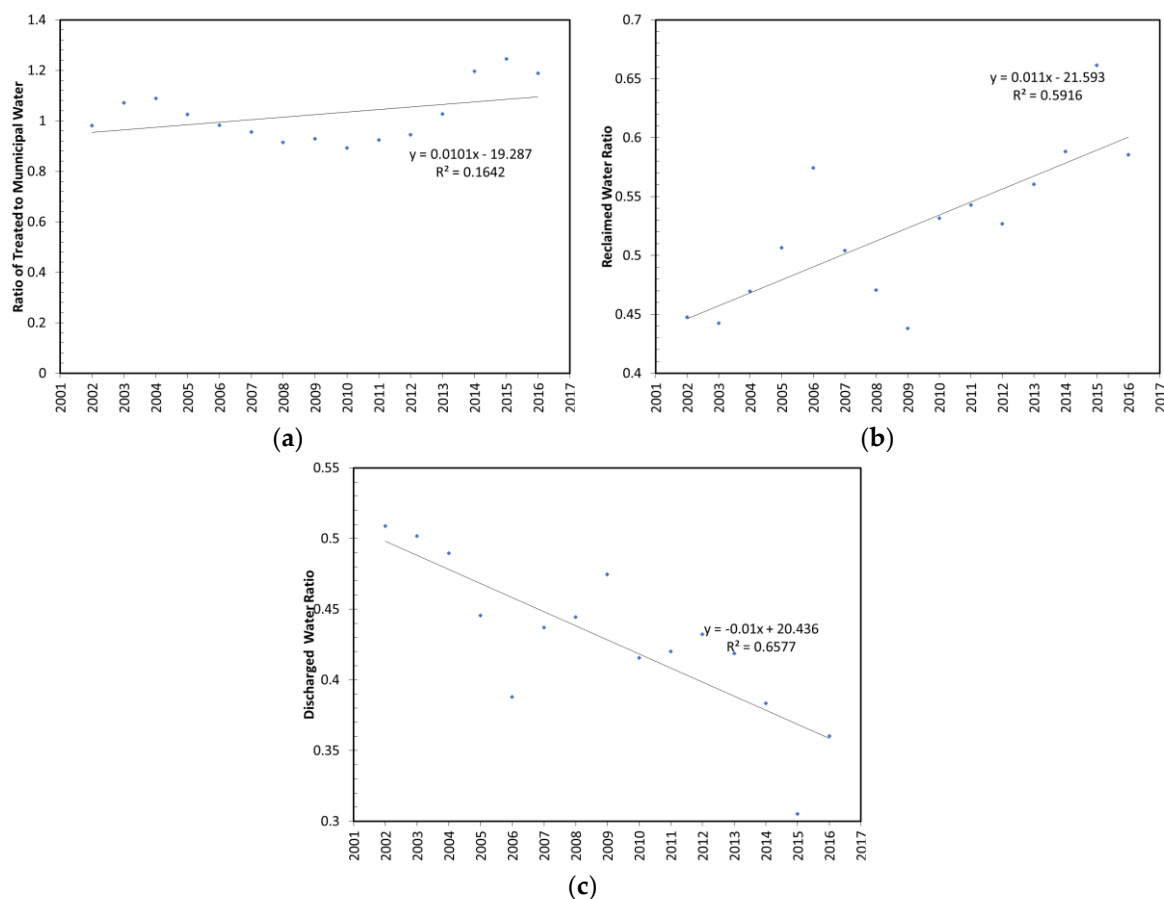 Ratio of Treated to Munnicipal Water
1.4
1.2
1
0.8
0.6
0.4
0.2
0
y = 0.0101x - 19.287
R² = 0.1642
2001 2002 2003 2004 2005 2006 2007 2008 2009 2010 2011 2012 2013 2014 2015 2016 2017
(a)
Reclaimed Water Ratio
0.7
0.65
0.6
0.55
0.5
0.45
0.4
y = 0.011x - 21.593
R² = 0.5916
2001 2002 2003 2004 2005 2006 2007 2008 2009 2010 2011 2012 2013 2014 2015 2016 2017
(b)
Discharged Water Ratio
0.55
0.5
0.45
0.4
0.35
0.3
y = -0.01x + 20.436
R² = 0.6577
2001 2002 2003 2004 2005 2006 2007 2008 2009 2010 2011 2012 2013 2014 2015 2016 2017
(c)